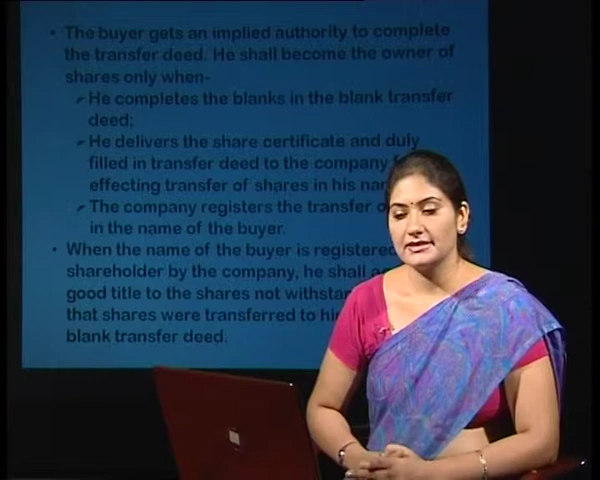 • The buyer gets an implied authority to complete
the transfer deed. He shall become the owner of
shares only when-
He completes the blanks in the blank transfer
deed;
He delivers the share certificate and duly
filled in transfer deed to the company
effecting transfer of shares in his
The company registers the transfer of shares
in the name of the buyer.
• When the name of the buyer is registered
shareholder by the company, he shall
good title to the shares not
that shares were transferred to
blank transfer deed.